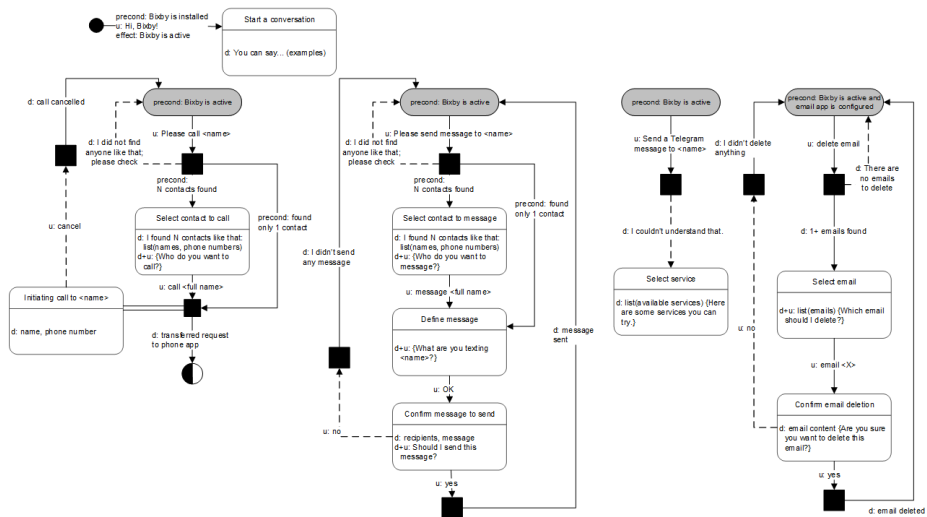 precond: Bixby is installed
u: Hi, Bixby!
effect: Bixby is active
Start a conversation
d: You can say... (examples)
d: call cancelled
precond: Bixby is active
d: I did not find
anyone like that;
please check
u: Please call <name>
precond:
N contacts found
Select contact to call
d: I found N contacts like that:
list(names, phone numbers)
d+u: {Who do you want to
call?}
precond: found
only 1 contact
u: cancel
u: call <full name>
Initiating call to <name>
d: name, phone number
d: transferred request
to phone app
precond: Bixby is active
d: I did not find
anyone like that;
please check
u: Please send message to <name>
precond:
N contacts found
Select contact to message
d: I found N contacts like that:
list(names, phone numbers)
d+u: {Who do you want to
message?}
precond: found
only 1 contact
d: I didn't send
any message
u: message <full name>
Define message
d+u: {What are you texting
<name>?}
d: message
sent
u: OK
Confirm message to send
d: recipients, message
d+u: Should I send this
message?
u: no
u: yes
precond: Bixby is active
u: Send a Telegram
message to <name>
d: I couldn't understand that.
Select service
d: list(available services) {Here
are some services you can
try.}
precond: Bixby is active and
email app is configured
d: I didn't delete
anything
u: delete email
d: There are
no emails
to delete
d: 1+ emails found
Select email
d+u: list(emails) {Which email
should I delete?}
u: no
u: email <X>
Confirm email deletion
d: email content {Are you sure
you want to delete this
email?}
u: yes
d: email deleted